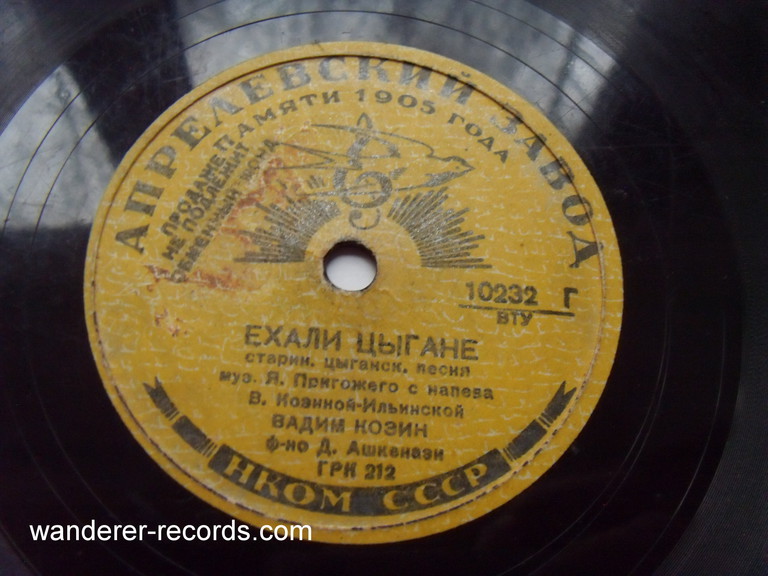 АПРЕЛЕВСКИЙ ЗАВОД
ПАМЯТИ 1905 ГОДА
ПРОДАЖЕ
НЕ ПОДЛЕЖИТ
ОБМЕННЫЙ
10232 Г
ВТУ
ЕХАЛИ ЦЫГАНЕ
старин. цыганск. песня
муз. Я. Пригожего с напева
В. Козиной-Ильинской
ВАДИМ КОЗИН
ф-но Д. Ашкенази
ГРК 212
НКОМ СССР
wanderer-records.com